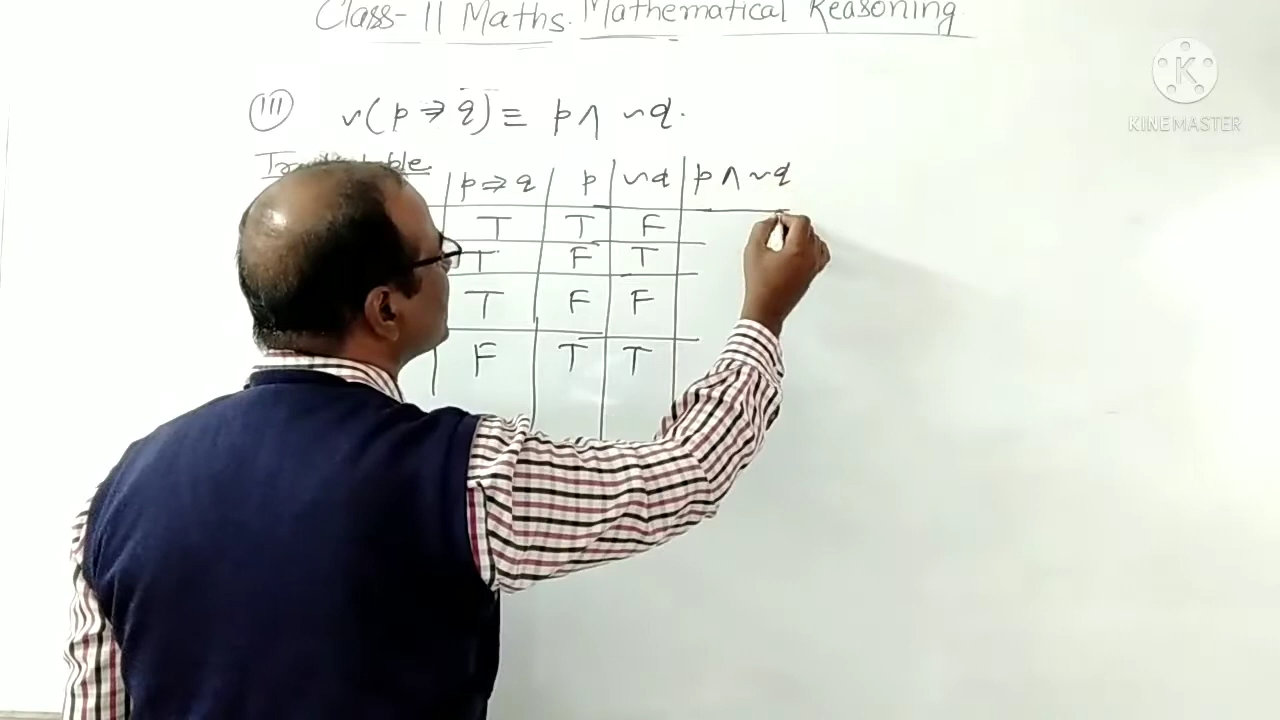 Class-11 Maths. Mathematical Reasoning
KINEMASTER
(iii) ~(p ⇒ q) ≡ p ∧ ~q.
p ⇒ q p ~q p ∧ ~q
T T F
T F T
T F F
F T T